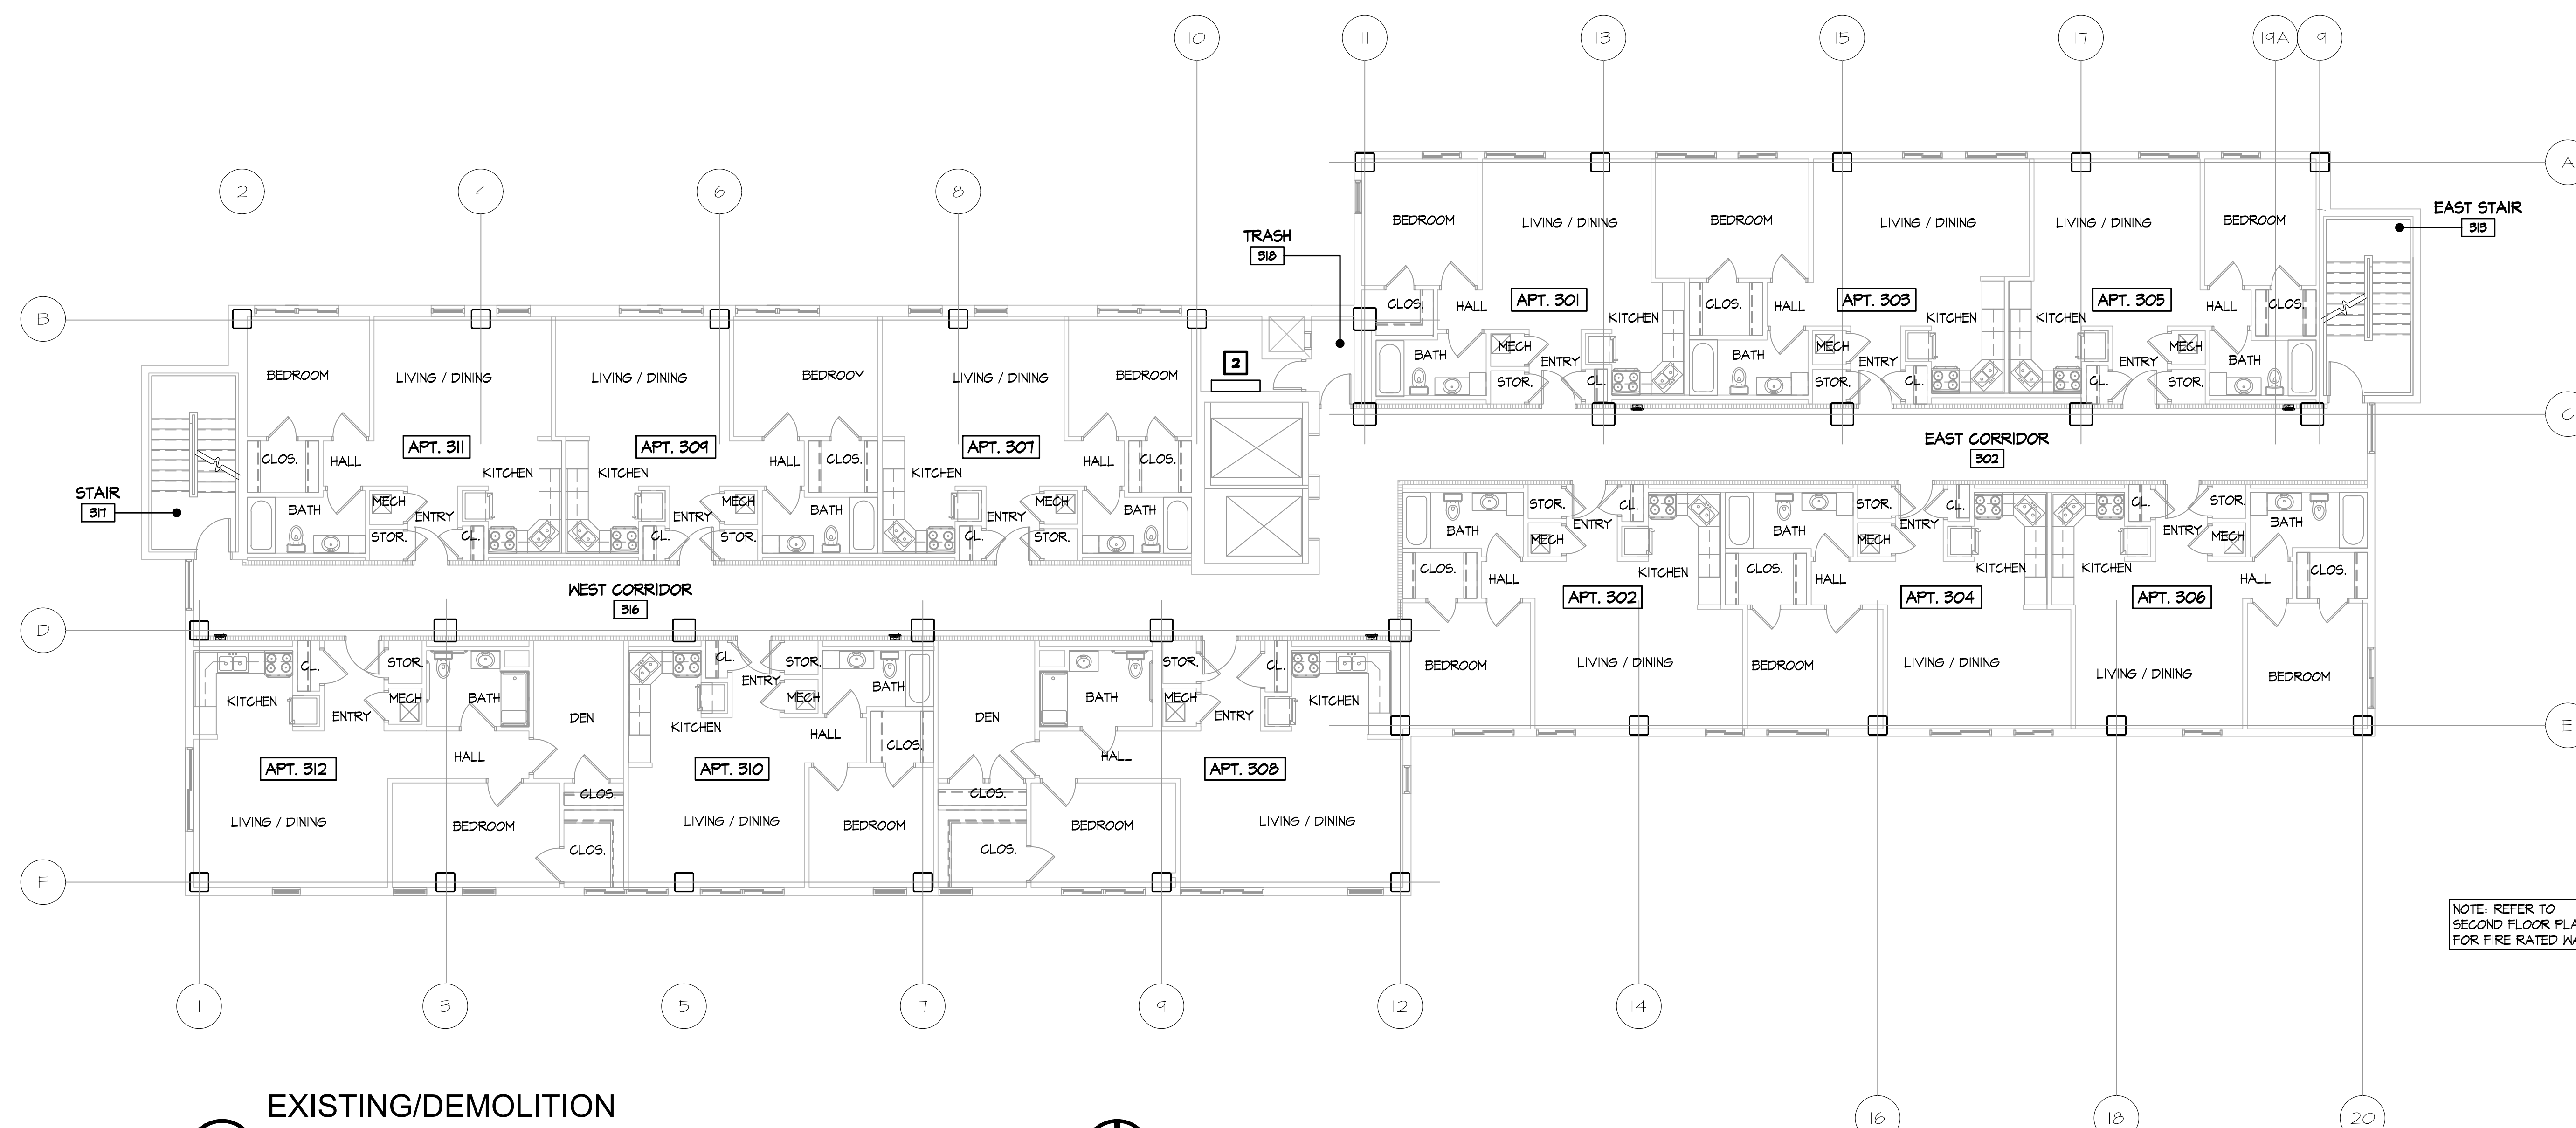 10
11
13
15
17
19A
19
A
2
4
6
8
EAST STAIR
313
BEDROOM
LIVING / DINING
BEDROOM
LIVING / DINING
LIVING / DINING
BEDROOM
TRASH
318
CLOS.
HALL
APT. 301
KITCHEN
CLOS.
HALL
APT. 303
KITCHEN
KITCHEN
APT. 305
HALL
CLOS.
B
BATH
MECH
ENTRY
STOR.
CL.
BATH
MECH
ENTRY
STOR.
CL.
CL.
ENTRY
MECH
STOR.
BATH
2
BEDROOM
LIVING / DINING
LIVING / DINING
BEDROOM
LIVING / DINING
BEDROOM
C
EAST CORRIDOR
302
CLOS.
HALL
APT. 311
KITCHEN
KITCHEN
APT. 309
HALL
CLOS.
KITCHEN
APT. 307
HALL
CLOS.
STAIR
317
BATH
MECH
ENTRY
STOR.
CL.
CL.
ENTRY
MECH
STOR.
BATH
CL.
ENTRY
MECH
STOR.
BATH
BATH
STOR.
MECH
ENTRY
CL.
BATH
STOR.
MECH
ENTRY
CL.
CL.
ENTRY
STOR.
MECH
BATH
CLOS.
HALL
KITCHEN
APT. 302
CLOS.
HALL
KITCHEN
APT. 304
KITCHEN
APT. 306
HALL
CLOS.
WEST CORRIDOR
316
D
BEDROOM
LIVING / DINING
BEDROOM
LIVING / DINING
LIVING / DINING
BEDROOM
CL.
STOR.
KITCHEN
ENTRY
MECH
BATH
DEN
CL.
STOR.
ENTRY
MECH
BATH
KITCHEN
HALL
CLOS.
DEN
BATH
STOR.
MECH
ENTRY
CL.
KITCHEN
E
APT. 312
HALL
APT. 310
HALL
APT. 308
CLOS.
CLOS.
LIVING / DINING
BEDROOM
LIVING / DINING
BEDROOM
BEDROOM
LIVING / DINING
CLOS.
CLOS.
F
NOTE: REFER TO
SECOND FLOOR
FOR FIRE RATED
1
3
5
7
9
12
14
16
18
20
EXISTING/DEMOLITION